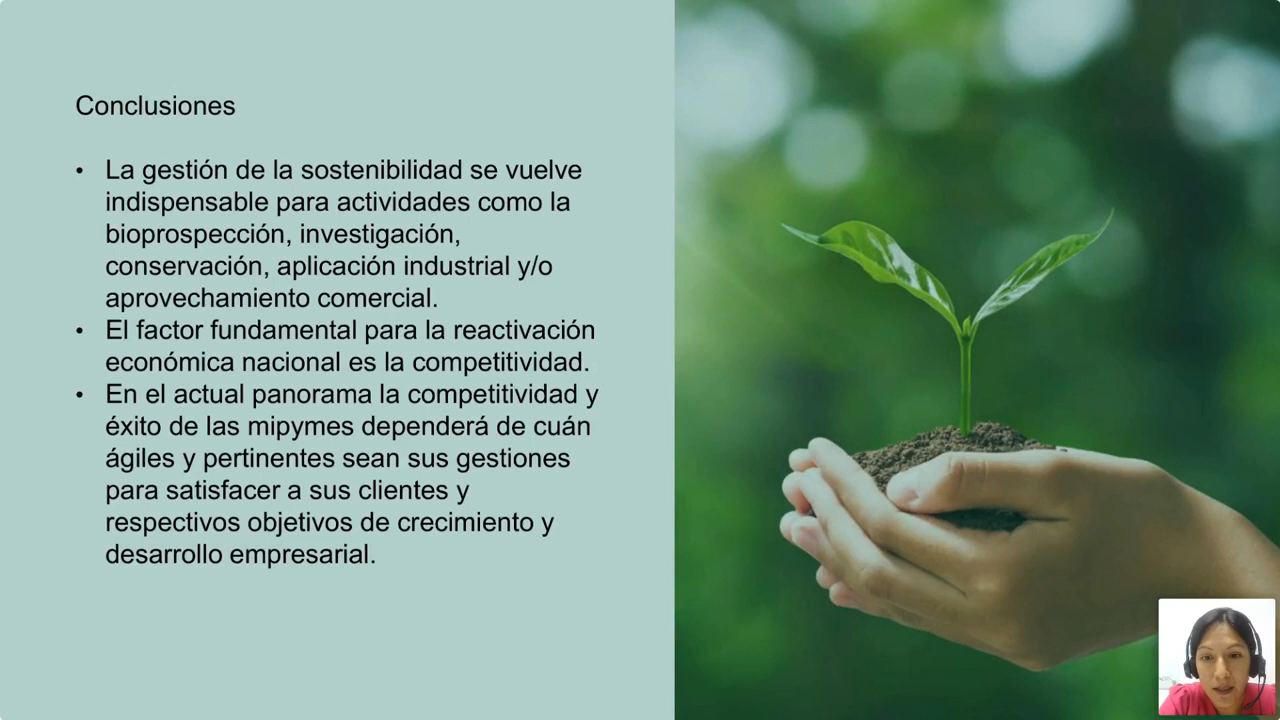 Conclusiones
• La gestión de la sostenibilidad se vuelve
indispensable para actividades como la
bioprospección, investigación,
conservación, aplicación industrial y/o
aprovechamiento comercial.
• El factor fundamental para la reactivación
económica nacional es la competitividad.
• En el actual panorama la competitividad y
éxito de las mipymes dependerá de cuán
ágiles y pertinentes sean sus gestiones
para satisfacer a sus clientes y
respectivos objetivos de crecimiento y
desarrollo empresarial.